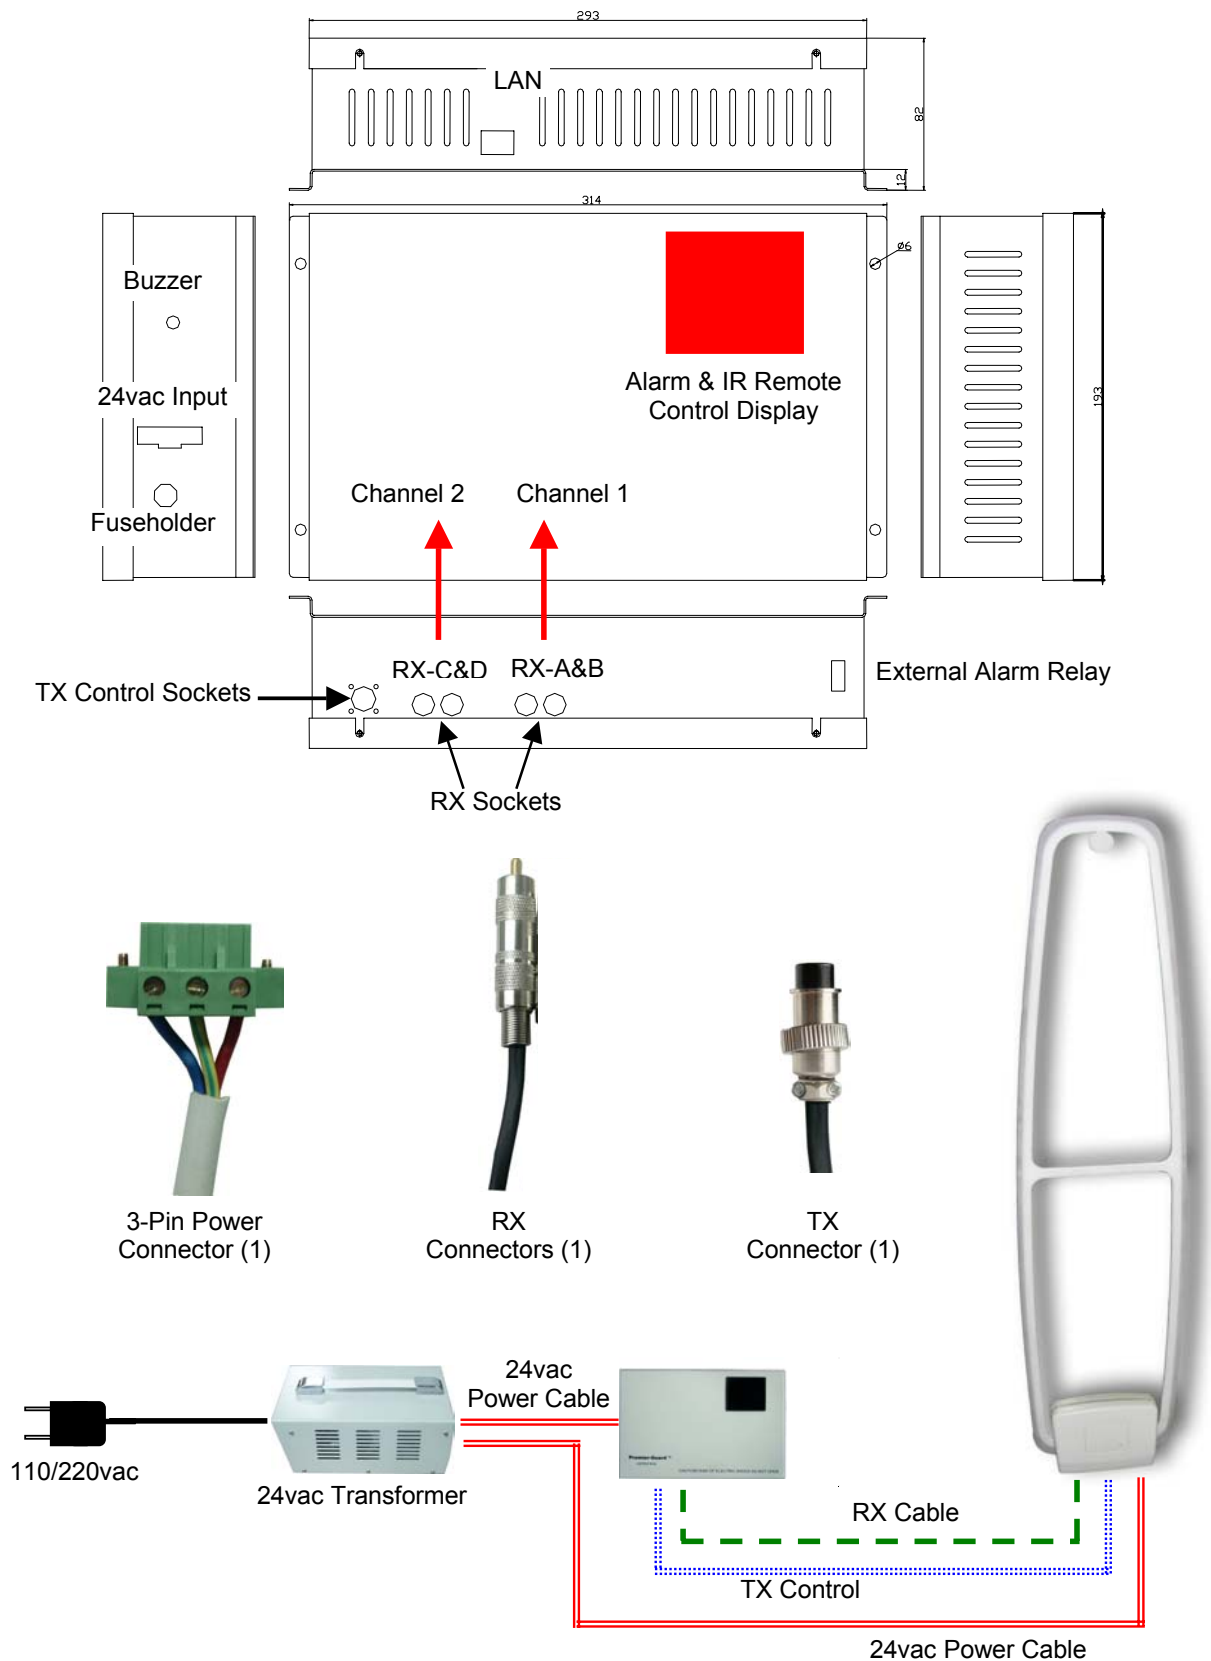 293
LAN
82
12
314
Ø6
Buzzer
24vac Input
Fuseholder
Alarm & IR Remote
Control Display
193
Channel 2
Channel 1
RX-C&D
RX-A&B
External Alarm Relay
TX Control Sockets
RX Sockets
3-Pin Power
Connector (1)
RX
Connectors (1)
TX
Connector (1)
24vac
Power Cable
110/220vac
24vac Transformer
RX Cable
TX Control
24vac Power Cable